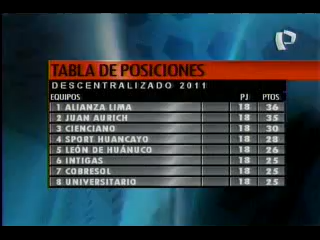 TABLA DE POSICIONES
DESCENTRALIZADO 2011
EQUIPOS PJ PTOS
1 ALIANZA LIMA 18 36
2 JUAN AURICH 18 35
3 CIENCIANO 18 30
4 SPORT HUANCAYO 18 28
5 LEÓN DE HUÁNUCO 18 26
6 INTIGAS 18 25
7 COBRESOL 18 25
8 UNIVERSITARIO 18 25